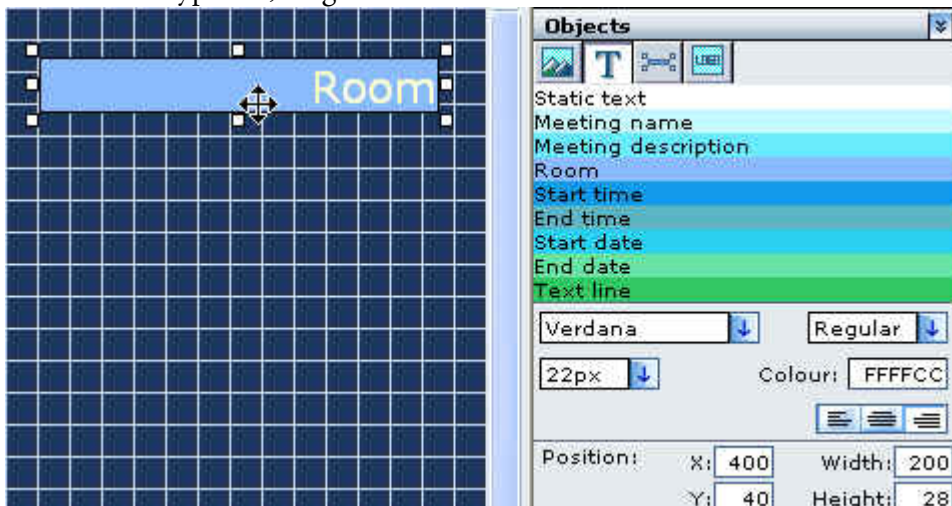 Room
Objects
T
LOGO
Static text
Meeting name
Meeting description
Room
Start time
End time
Start date
End date
Text line
Verdana Regular
22px Colour: FFFFCC
Position: X: 400 Width: 200
Y: 40 Height: 28